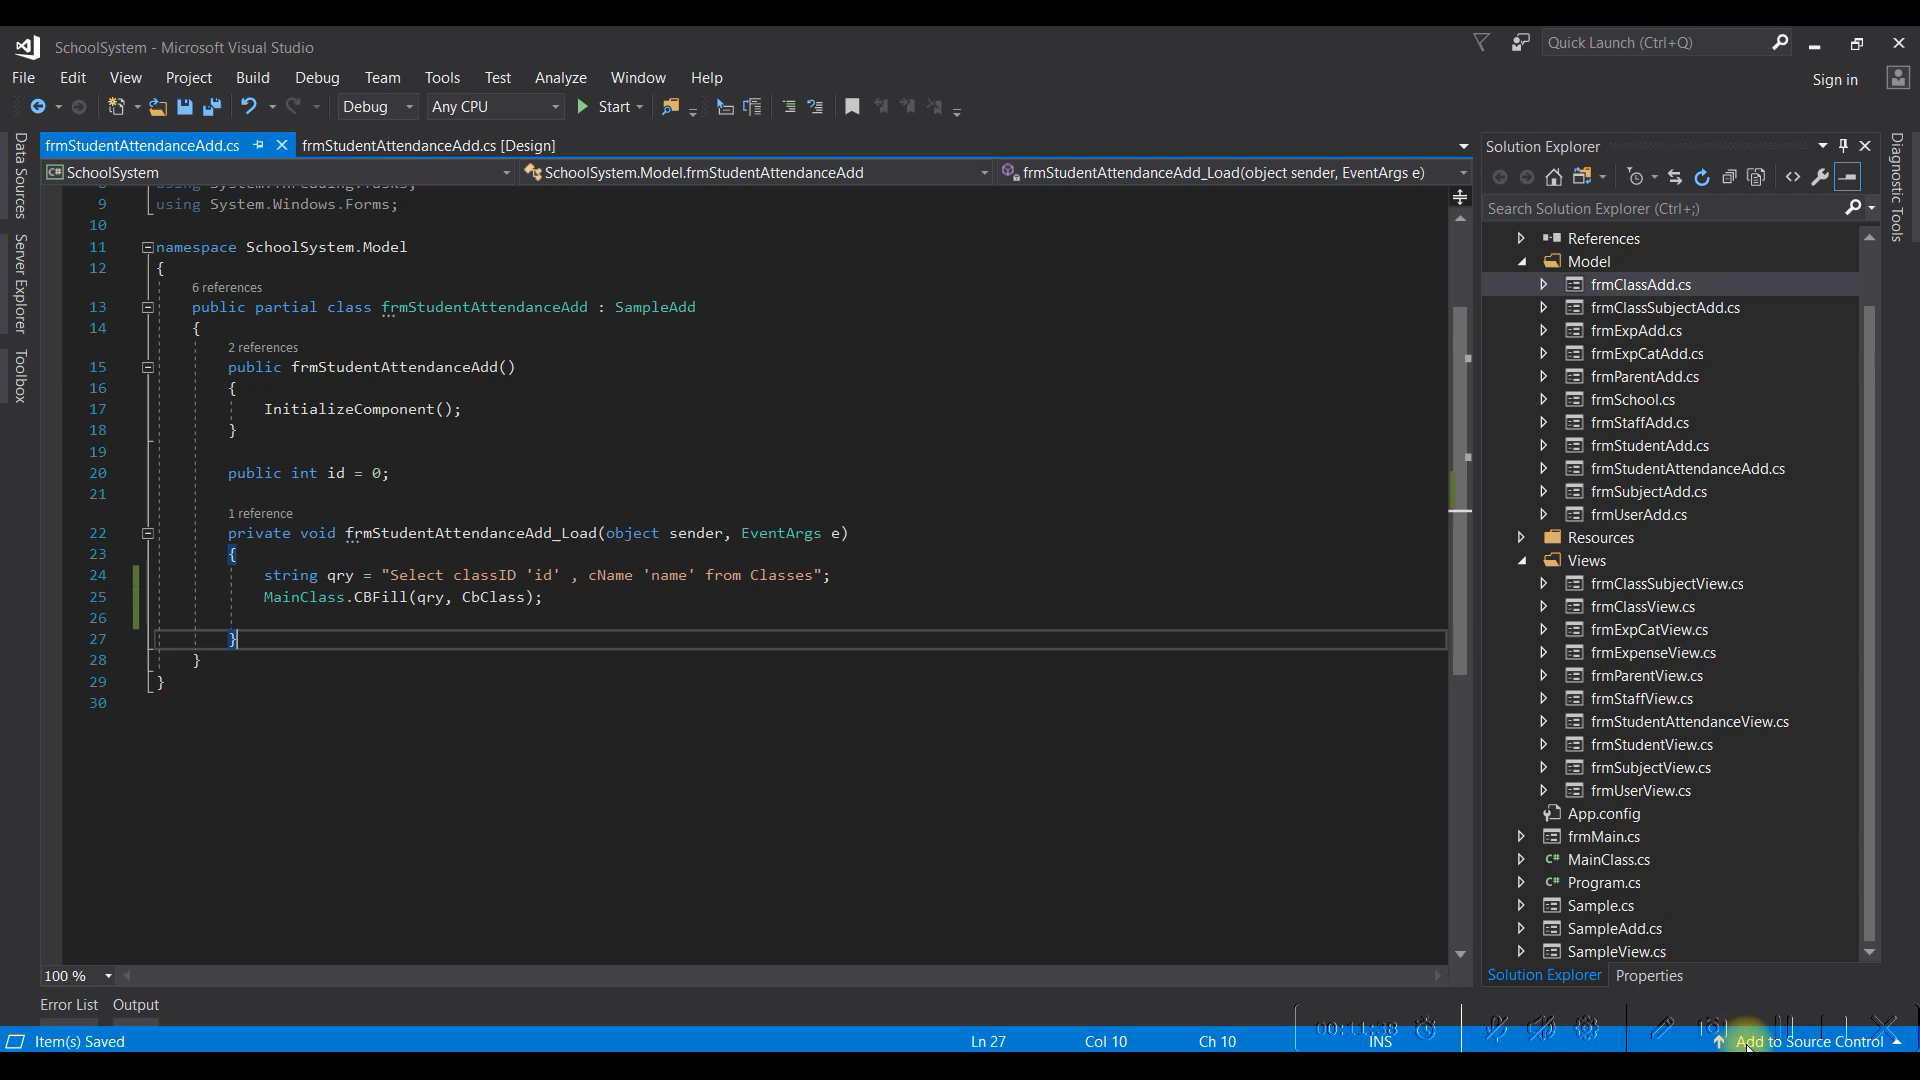 SchoolSystem - Microsoft Visual Studio
Quick Launch (Ctrl+Q)
File Edit View Project Build Debug Team Tools Test Analyze Window Help
Sign in
Debug Any CPU Start
frmStudentAttendanceAdd.cs frmStudentAttendanceAdd.cs [Design]
SchoolSystem SchoolSystem.Model.frmStudentAttendanceAdd frmStudentAttendanceAdd_Load(object sender, EventArgs e)
Data Sources
Server Explorer
Toolbox
8 using System.Threading.Tasks;
9 using System.Windows.Forms;
10
11 namespace SchoolSystem.Model
12 {
6 references
13 public partial class frmStudentAttendanceAdd : SampleAdd
14 {
2 references
15 public frmStudentAttendanceAdd()
16 {
17 InitializeComponent();
18 }
19
20 public int id = 0;
21
1 reference
22 private void frmStudentAttendanceAdd_Load(object sender, EventArgs e)
23 {
24 string qry = "Select classID 'id' , cName 'name' from Classes";
25 MainClass.CBFill(qry, CbClass);
26
27 }
28 }
29 }
30
100 %
Error List Output
Solution Explorer
Search Solution Explorer (Ctrl+;)
References
Model
frmClassAdd.cs
frmClassSubjectAdd.cs
frmExpAdd.cs
frmExpCatAdd.cs
frmParentAdd.cs
frmSchool.cs
frmStaffAdd.cs
frmStudentAdd.cs
frmStudentAttendanceAdd.cs
frmSubjectAdd.cs
frmUserAdd.cs
Resources
Views
frmClassSubjectView.cs
frmClassView.cs
frmExpCatView.cs
frmExpenseView.cs
frmParentView.cs
frmStaffView.cs
frmStudentAttendanceView.cs
frmStudentView.cs
frmSubjectView.cs
frmUserView.cs
App.config
frmMain.cs
MainClass.cs
Program.cs
Sample.cs
SampleAdd.cs
SampleView.cs
Solution Explorer Properties
Diagnostic Tools
00:11:38
Item(s) Saved Ln 27 Col 10 Ch 10 INS Add to Source Control